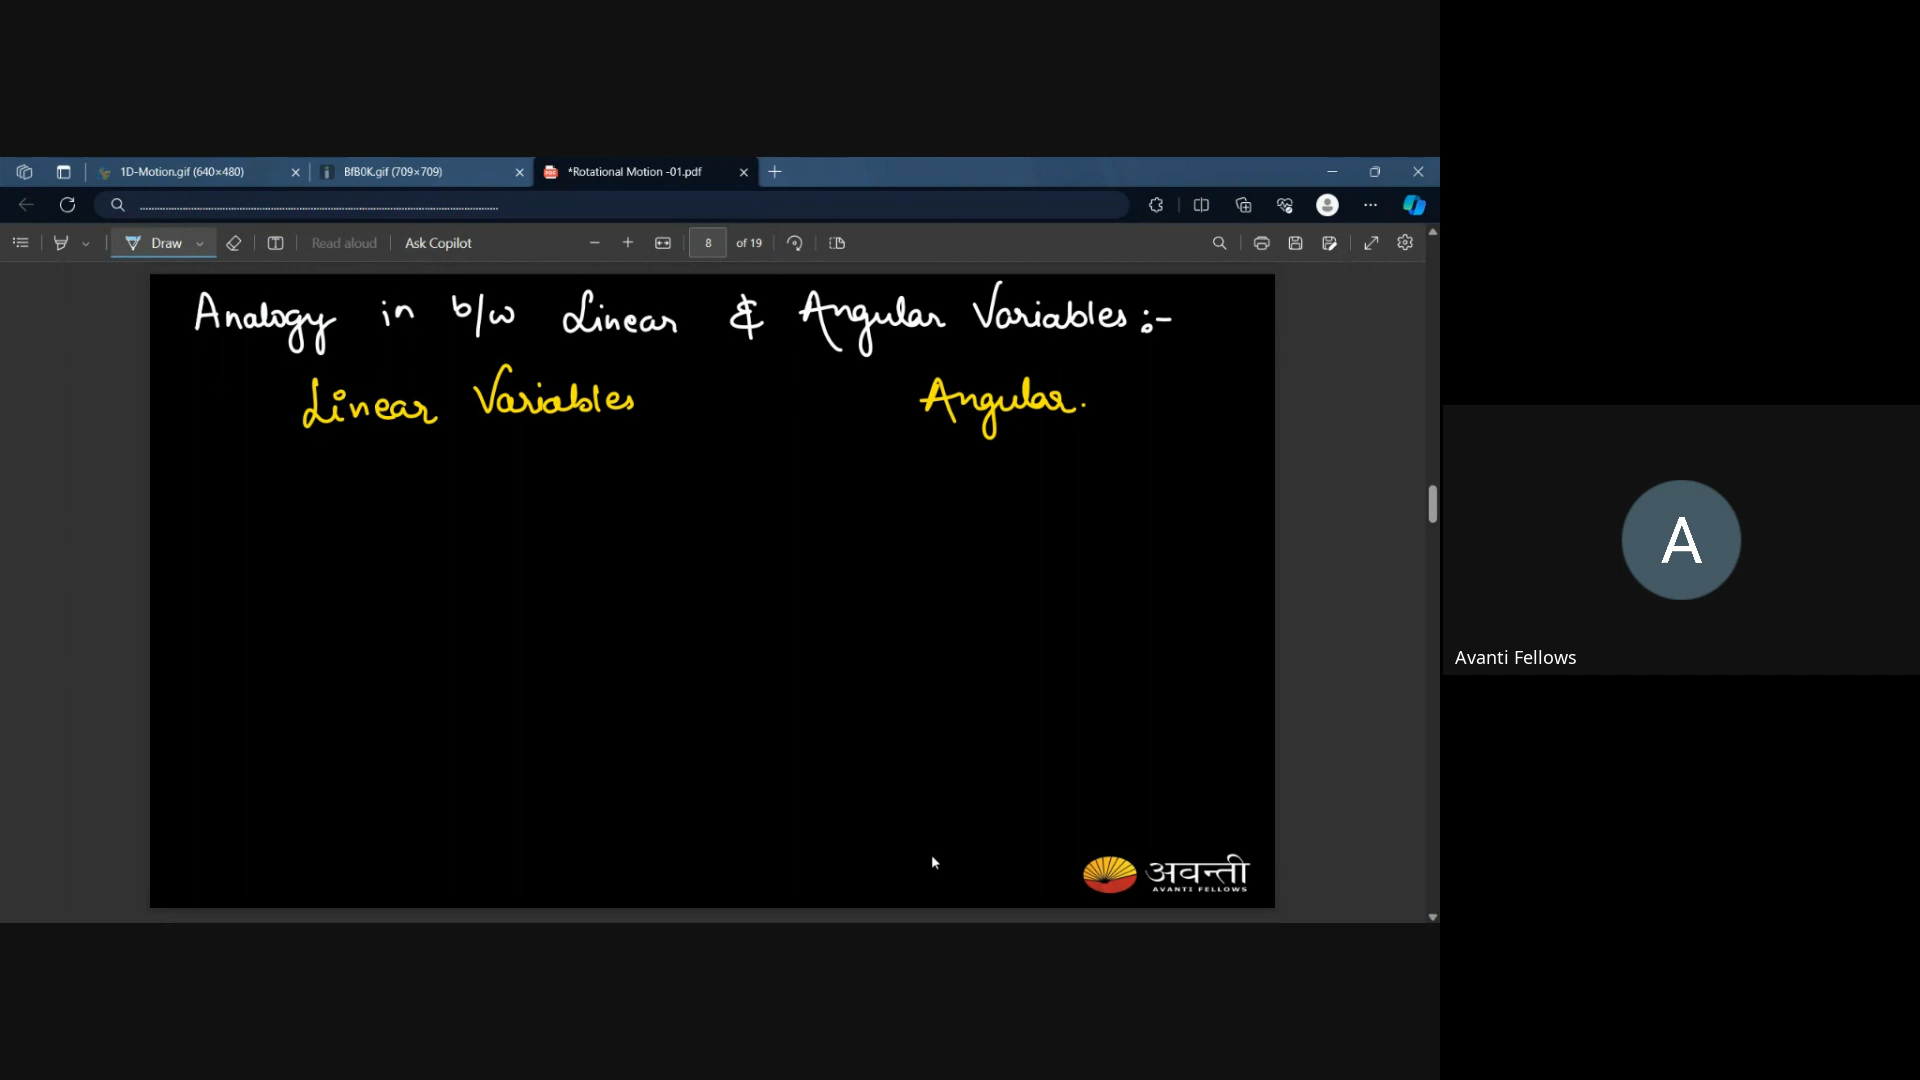 1D-Motion.gif (640×480)
BfB0K.gif (709×709)
*Rotational Motion -01.pdf
Draw
Read aloud
Ask Copilot
8 of 19
Analogy in b/w Linear & Angular Variables :-
Linear Variables
Angular.
अवन्ती
AVANTI FELLOWS
A
Avanti Fellows